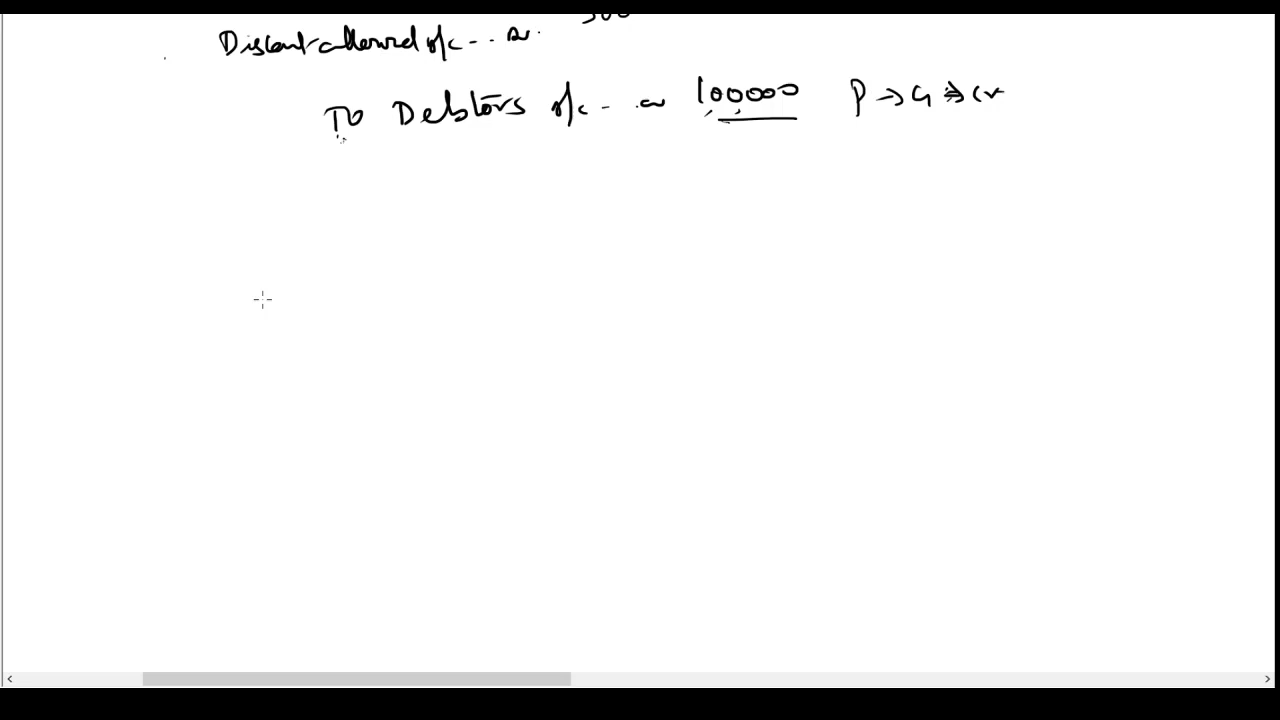 Discount allowed a/c - - Dr.
To Debtors a/c - 100000 P → G → Cr